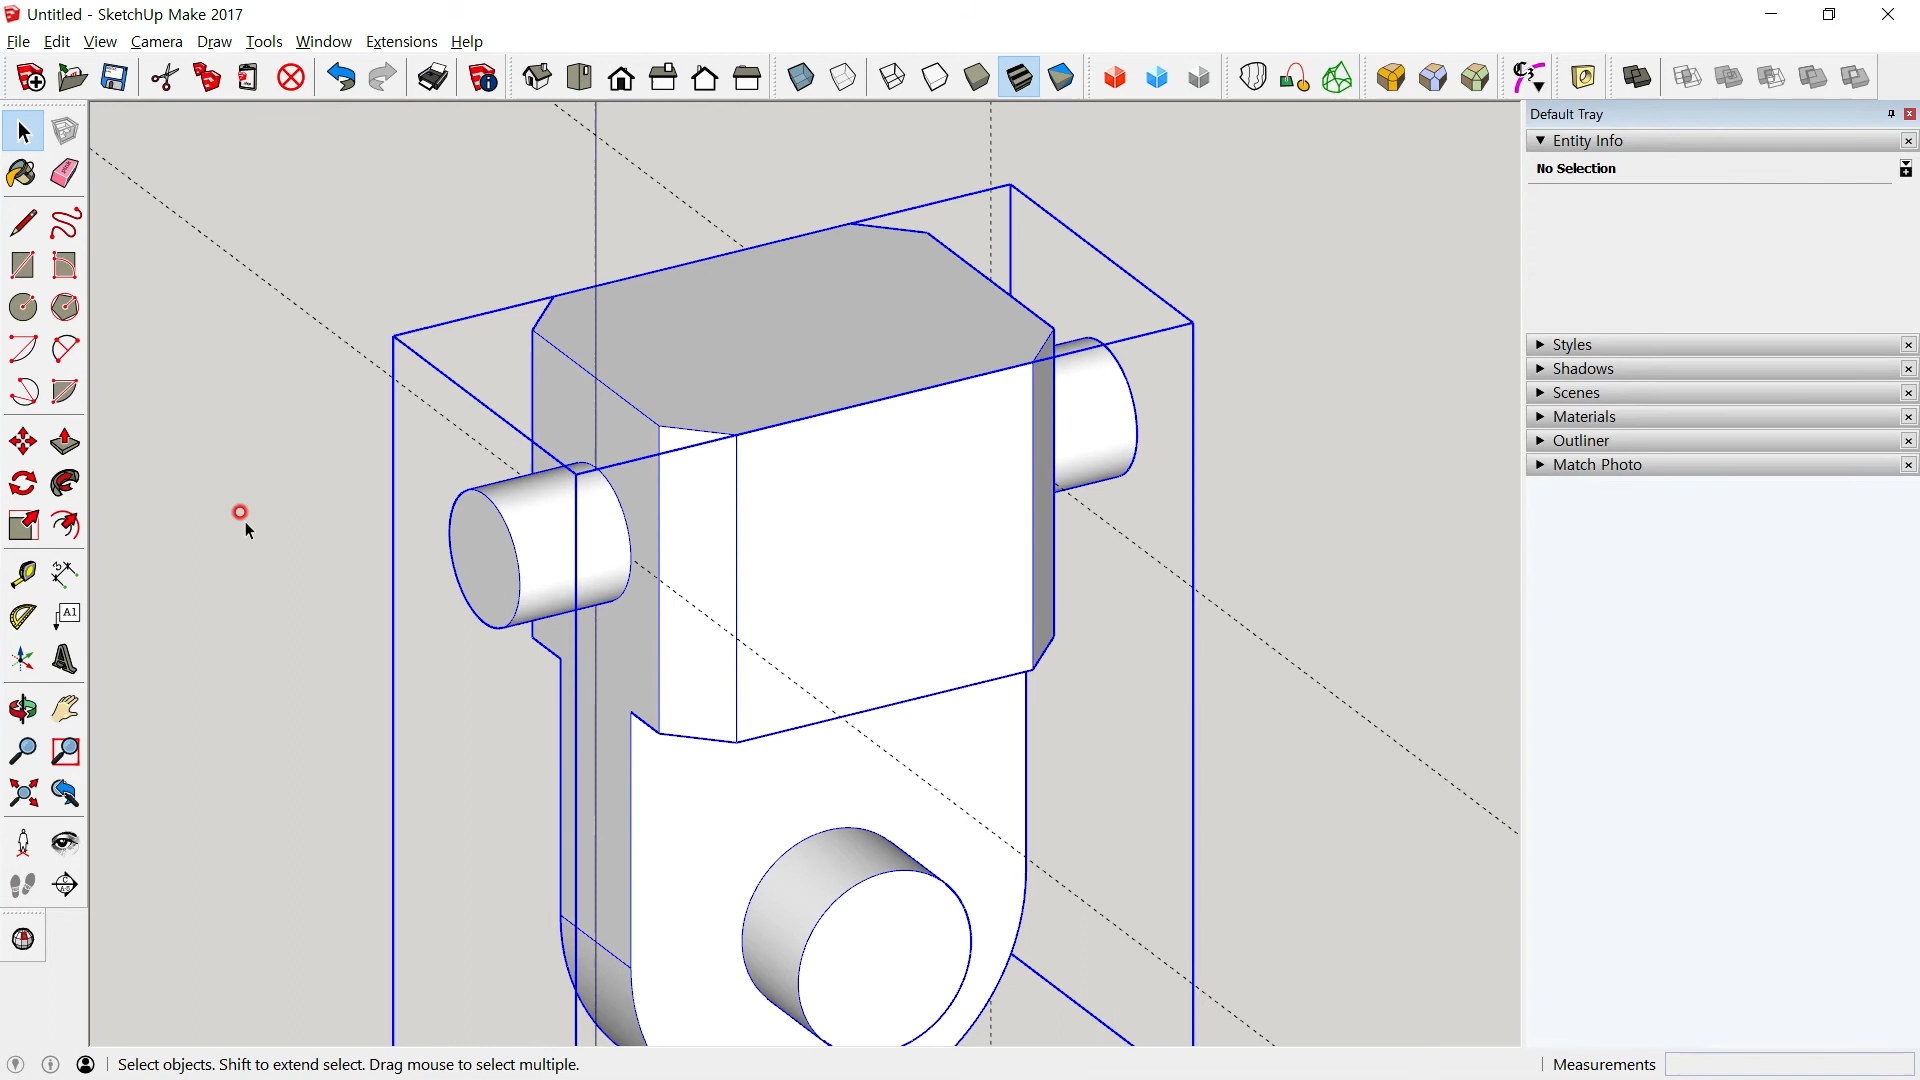 Untitled - SketchUp Make 2017
File Edit View Camera Draw Tools Window Extensions Help
Default Tray
Entity Info
No Selection
Styles
Shadows
Scenes
Materials
Outliner
Match Photo
A1
Select objects. Shift to extend select. Drag mouse to select multiple.
Measurements